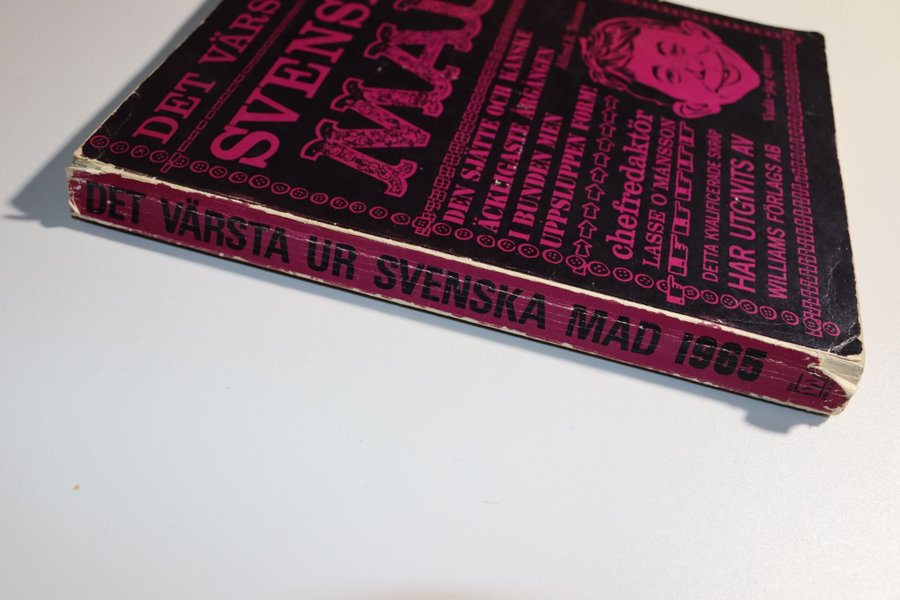 DET VÄRS
SVENS
MAD
DEN SJÄTTE OCH KANSKE
ÄCKLIGASTE ÅRGÅNGEN
I BUNDEN MEN
UPPSLUPPEN FORM!
chefredaktör
LASSE O MÅNSSON
DETTA KVALIFICERADE SKRÄP
HAR UTGIVITS AV
WILLIAMS FÖRLAGS AB
DET VÄRSTA UR SVENSKA MAD 1965